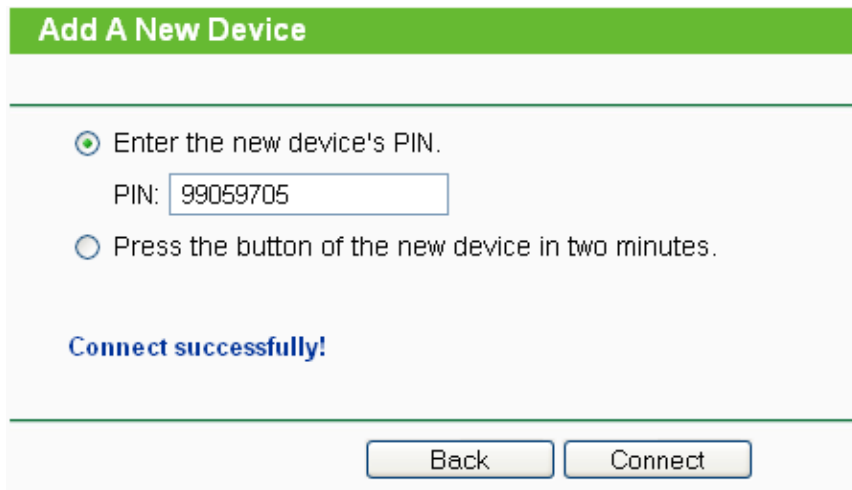 Add A New Device
Enter the new device's PIN.
PIN: 99059705
Press the button of the new device in two minutes.
Connect successfully!
Back Connect